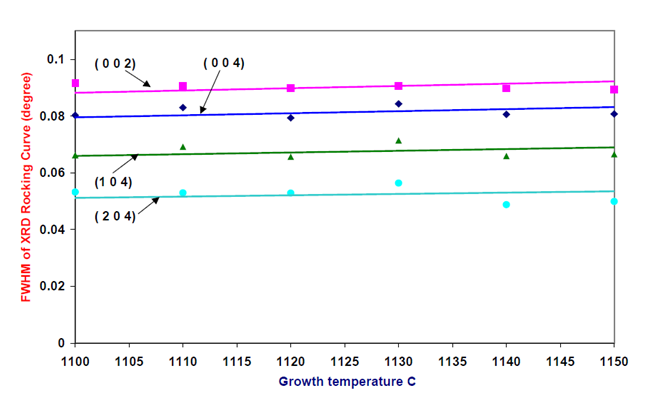 FWHM of XRD Rocking Curve (degree)
0.1
0.08
0.06
0.04
0.02
0
( 0 0 2)
( 0 0 4)
(1 0 4)
( 2 0 4)
1100 1105 1110 1115 1120 1125 1130 1135 1140 1145 1150
Growth temperature C